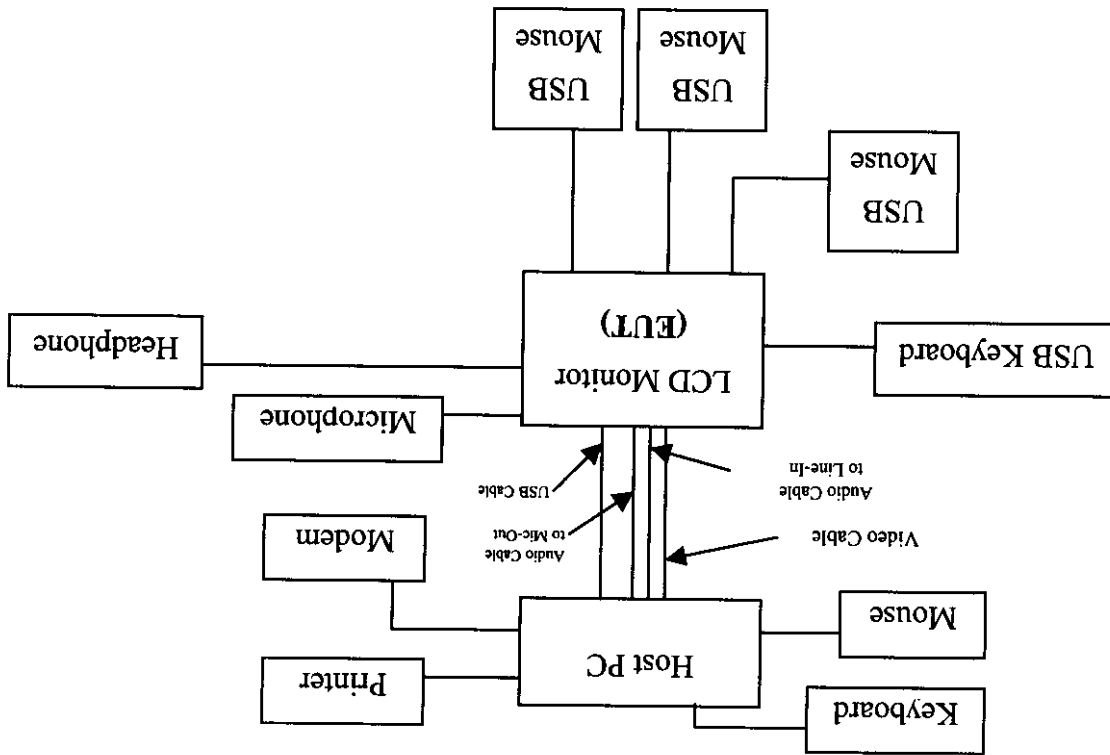 Keyboard
Printer
Host PC
Mouse
Modem
Video Cable
Audio Cable
to Mic-Out
Audio Cable
to Line-In
USB Cable
Microphone
LCD Monitor
(EUT)
USB Keyboard
Headphone
USB
Mouse
USB
Mouse
USB
Mouse